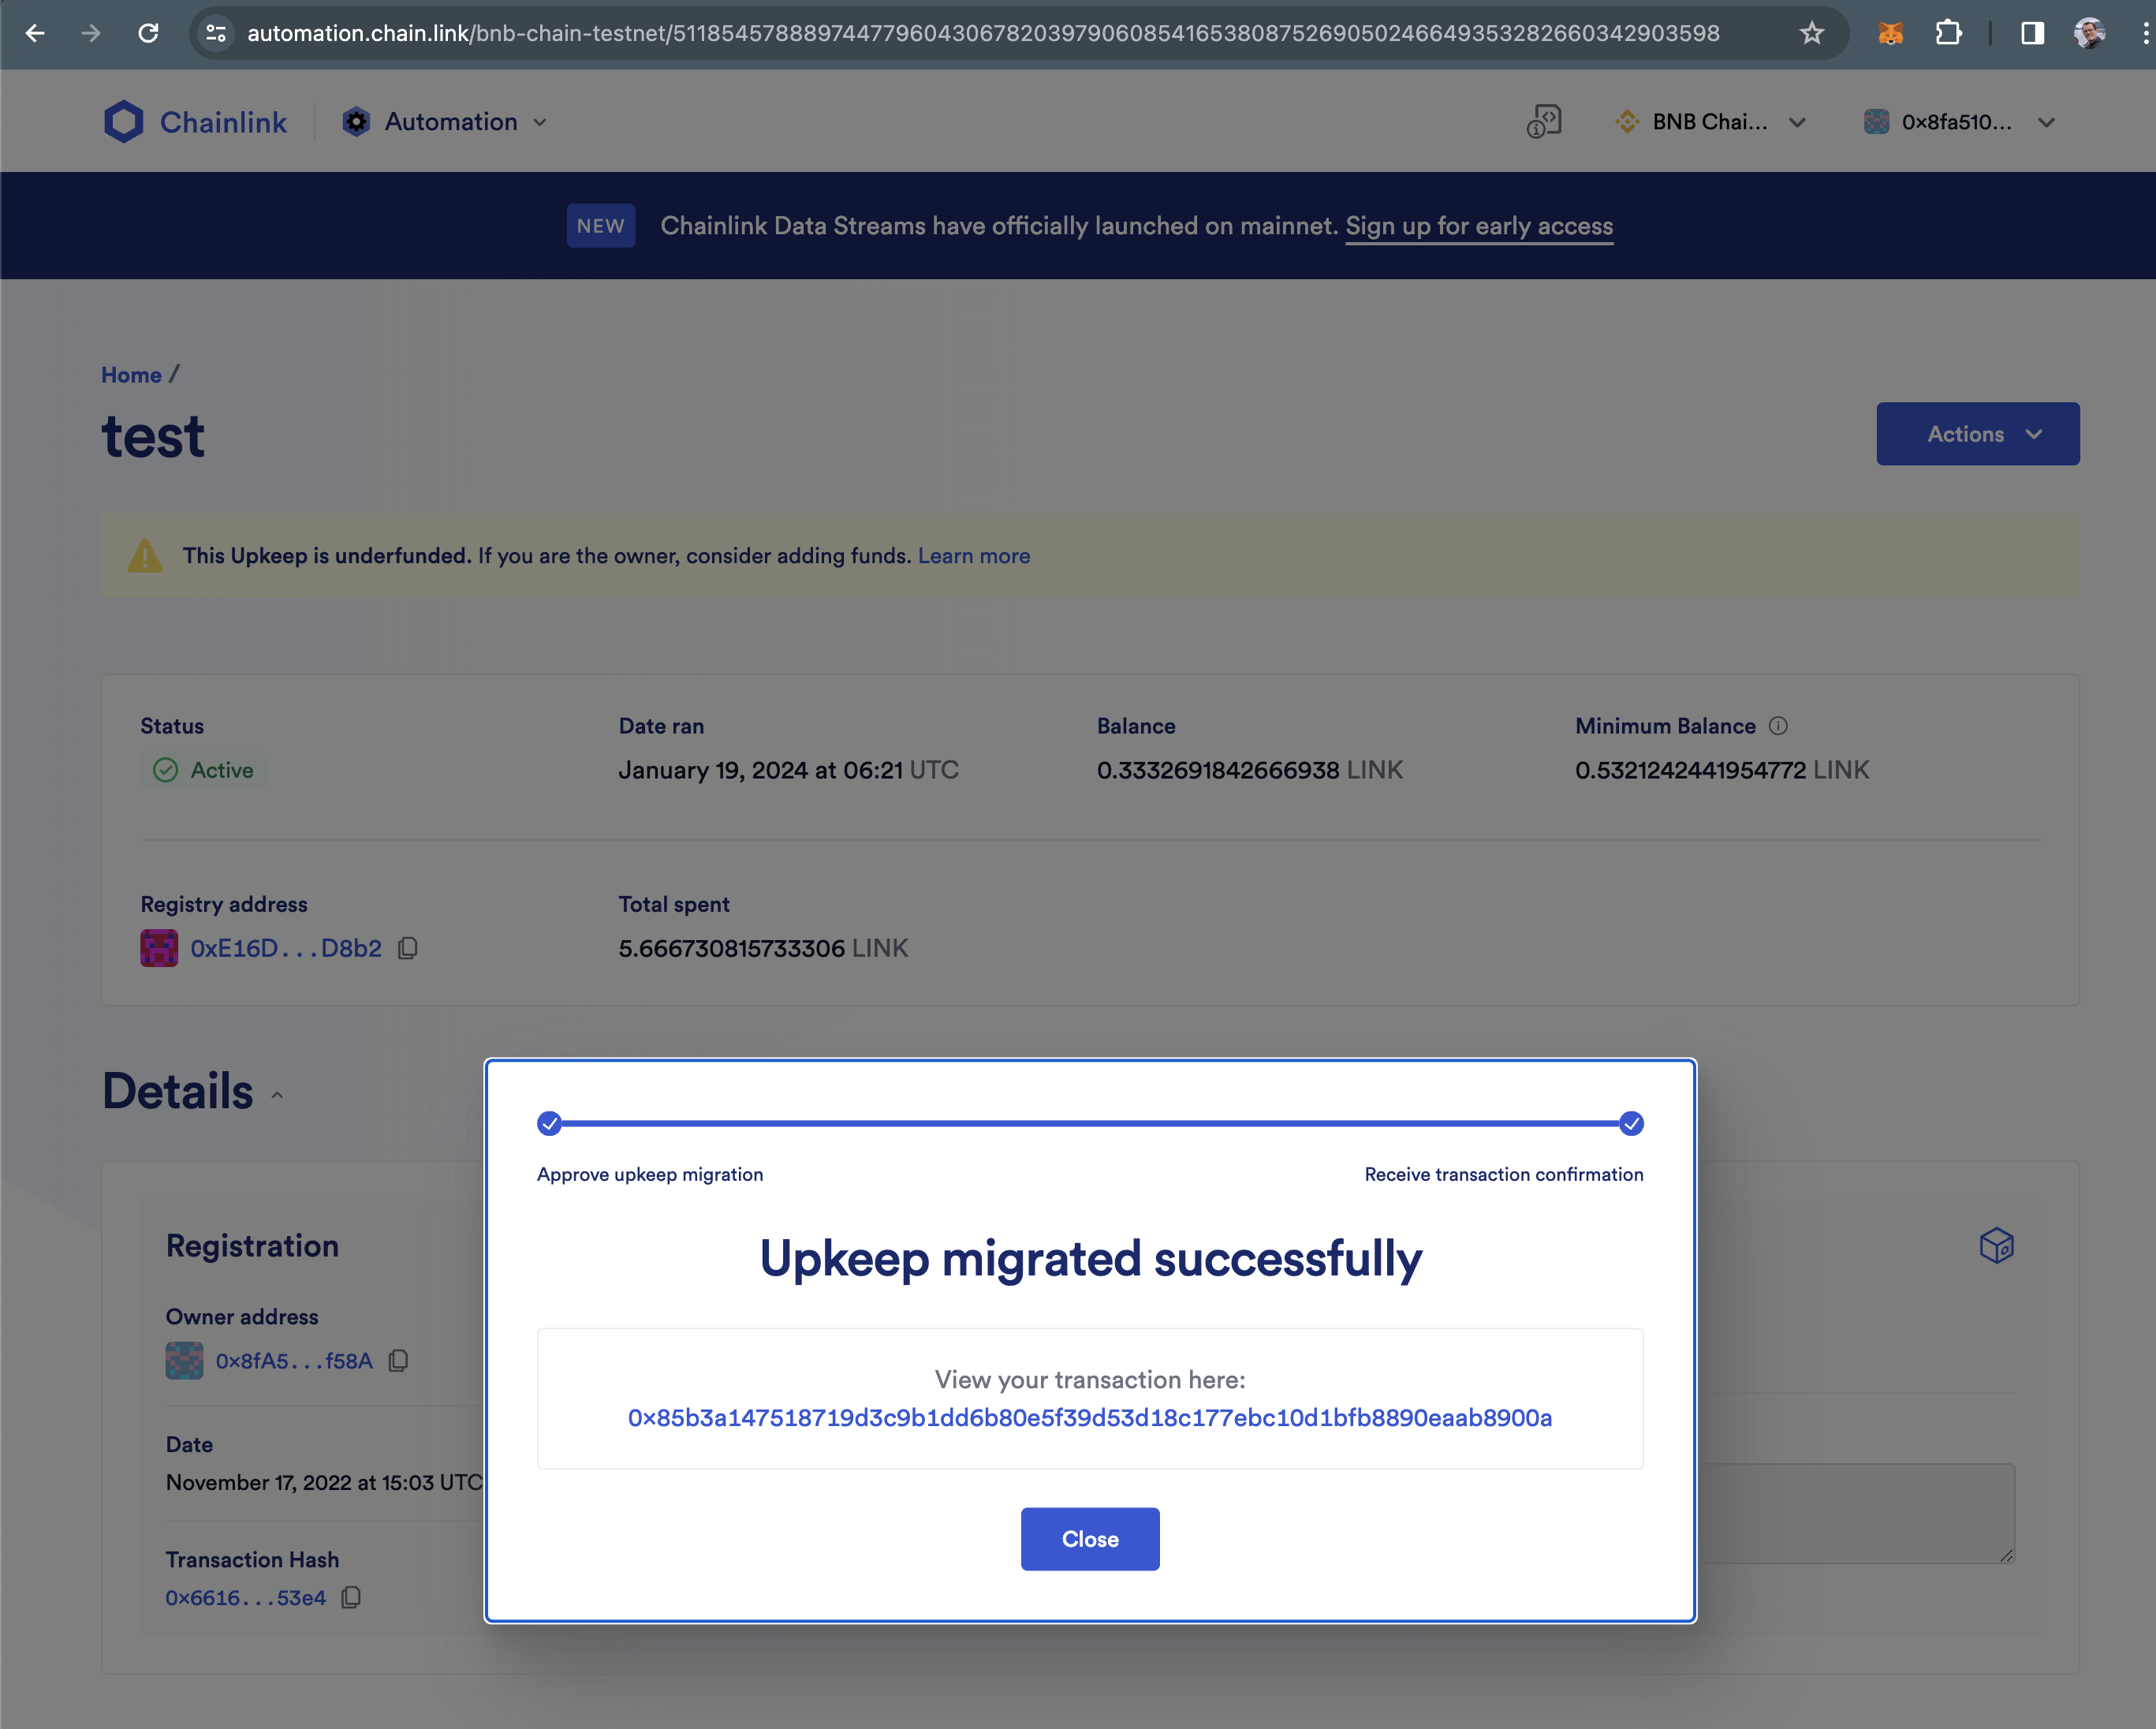 automation.chain.link/bnb-chain-testnet/51185457888974477960430678203979060854165380875269050246649353282660342903598
Chainlink
Automation
BNB Chai...
0x8fa510...
NEW
Chainlink Data Streams have officially launched on mainnet. Sign up for early access
Home /
test
Actions
This Upkeep is underfunded. If you are the owner, consider adding funds. Learn more
Status
Date ran
Balance
Minimum Balance
Active
January 19, 2024 at 06:21 UTC
0.3332691842666938 LINK
0.5321242441954772 LINK
Registry address
Total spent
0xE16D...D8b2
5.666730815733306 LINK
Details
Approve upkeep migration
Receive transaction confirmation
Upkeep migrated successfully
View your transaction here:
0x85b3a147518719d3c9b1dd6b80e5f39d53d18c177ebc10d1bfb8890eaab8900a
Close
Registration
Owner address
0x8fA5...f58A
Date
November 17, 2022 at 15:03 UTC
Transaction Hash
0x6616...53e4